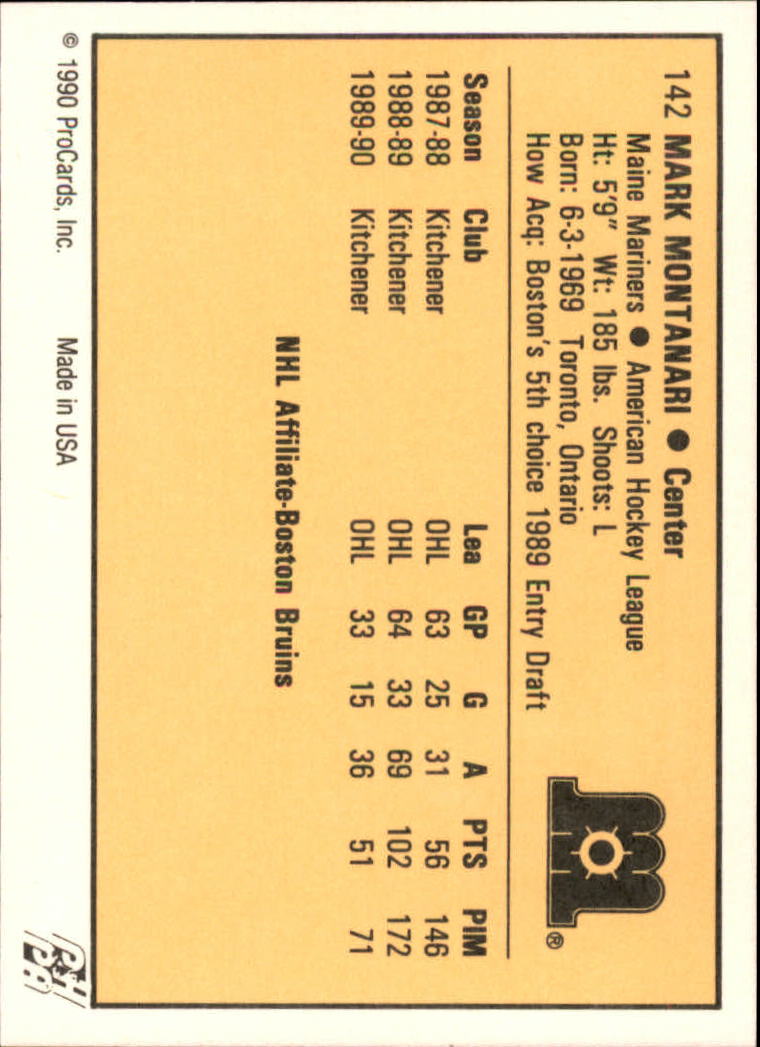 142 MARK MONTANARI ● Center
Maine Mariners ● American Hockey League
Ht: 5'9" Wt: 185 lbs. Shoots: L
Born: 6-3-1969 Toronto, Ontario
How Acq: Boston's 5th choice 1989 Entry Draft
m ®
Season Club Lea GP G A PTS PIM
1987-88 Kitchener OHL 63 25 31 56 146
1988-89 Kitchener OHL 64 33 69 102 172
1989-90 Kitchener OHL 33 15 36 51 71
NHL Affiliate-Boston Bruins
© 1990 ProCards, Inc. Made in USA